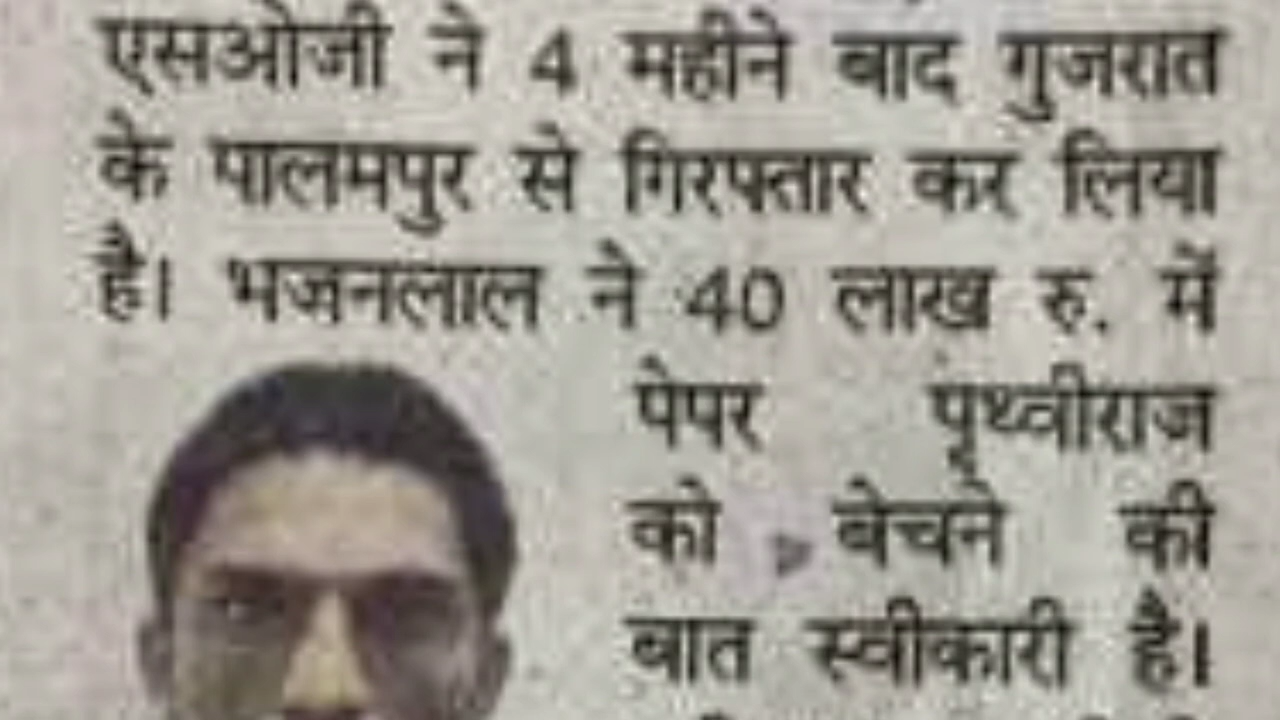 एसओजी ने 4 महीने बाद गुजरात
के पालमपुर से गिरफ्तार कर लिया
है। भजनलाल ने 40 लाख रु. में
पेपर पृथ्वीराज
को बेचने की
बात स्वीकारी है।